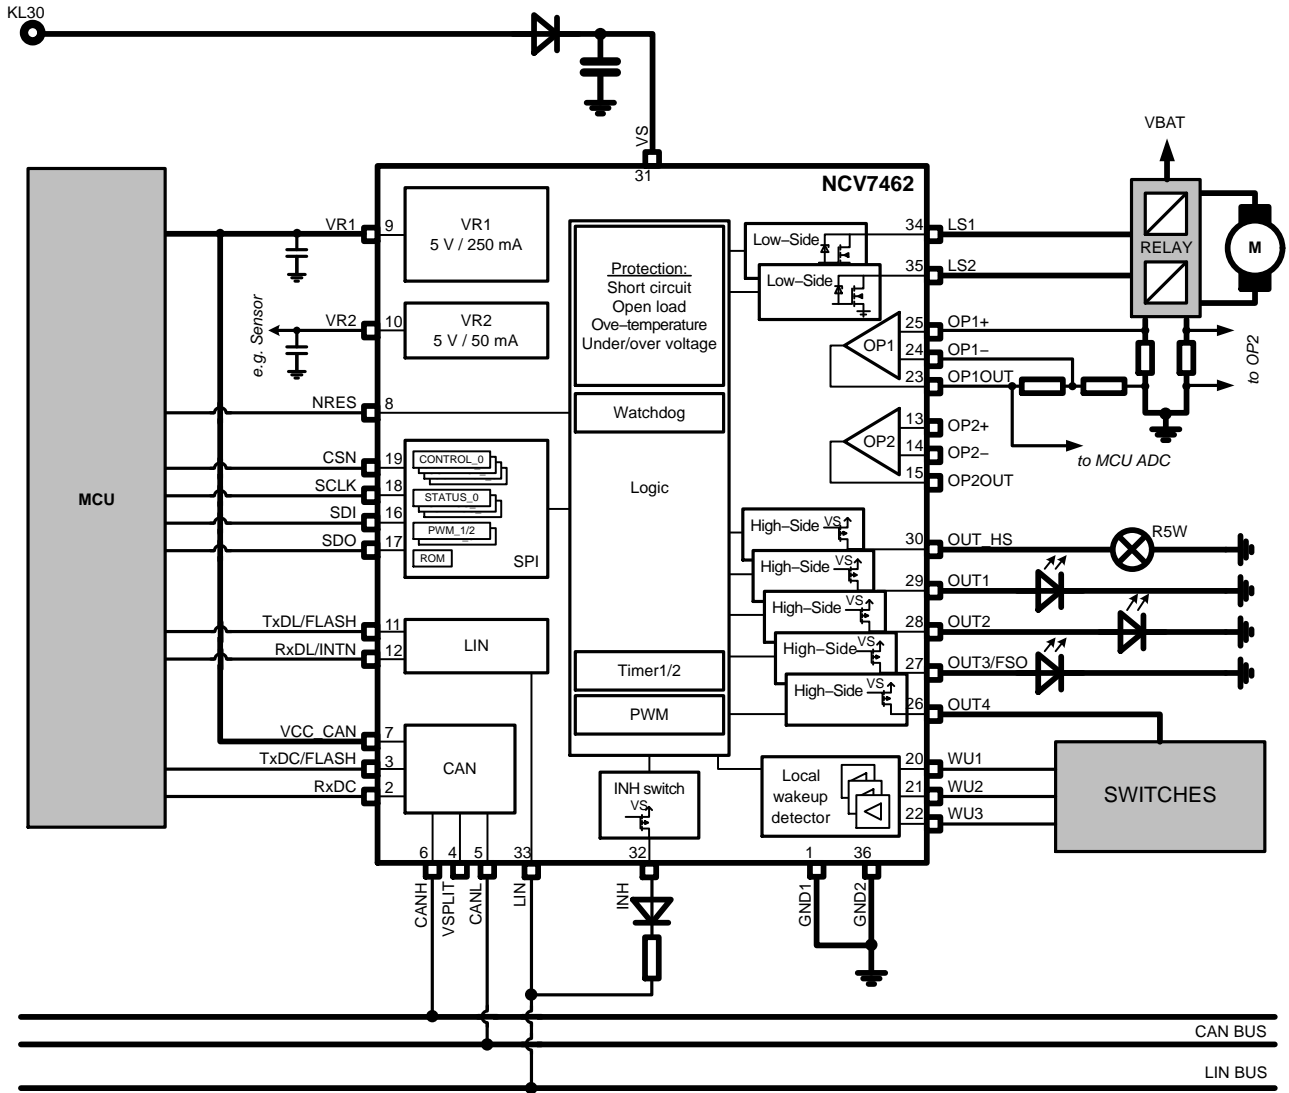 KL30
VS
31
VBAT
NCV7462
VR1
9
VR1
5 V / 250 mA
34
LS1
Low–Side
RELAY
M
35
LS2
Low–Side
Protection:
Short circuit
Open load
Ove–temperature
Under/over voltage
e.g. Sensor
VR2
10
VR2
5 V / 50 mA
25
OP1+
OP1
24
OP1–
23
OP1OUT
to OP2
NRES
8
Watchdog
13
OP2+
OP2
14
OP2–
15
OP2OUT
to MCU ADC
MCU
CSN
19
CONTROL_0
SCLK
18
STATUS_0
SDI
16
PWM_1/2
SDO
17
ROM
SPI
Logic
High–Side
VS
30
OUT_HS
R5W
High–Side
VS
29
OUT1
High–Side
VS
28
OUT2
High–Side
VS
27
OUT3/FSO
High–Side
VS
26
OUT4
TxDL/FLASH
11
LIN
RxDL/INTN
12
Timer1/2
PWM
VCC_CAN
7
TxDC/FLASH
3
CAN
RxDC
2
INH switch
VS
Local
wakeup
detector
20
WU1
21
WU2
22
WU3
SWITCHES
6
4
5
33
32
1
36
CANH
VSPLIT
CANL
LIN
INH
GND1
GND2
CAN BUS
LIN BUS